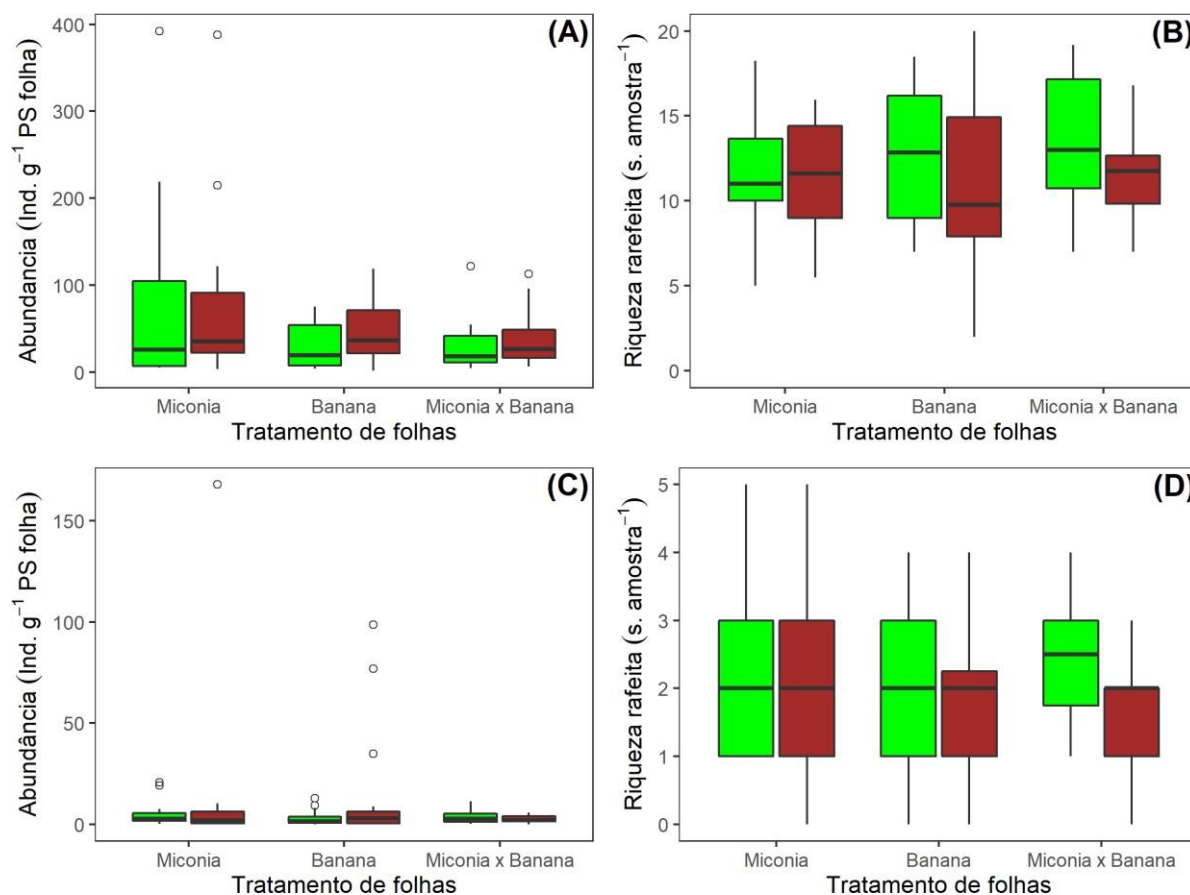 (A)
Abundancia (Ind. g⁻¹ PS folha)
400
300
200
100
0
Miconia Banana Miconia x Banana
Tratamento de folhas
(B)
Riqueza rarefeita (s. amostra⁻¹)
20
15
10
5
0
Miconia Banana Miconia x Banana
Tratamento de folhas
(C)
Abundância (Ind. g⁻¹ PS folha)
150
100
50
0
Miconia Banana Miconia x Banana
Tratamento de folhas
(D)
Riqueza rafeita (s. amostra⁻¹)
5
4
3
2
1
0
Miconia Banana Miconia x Banana
Tratamento de folhas